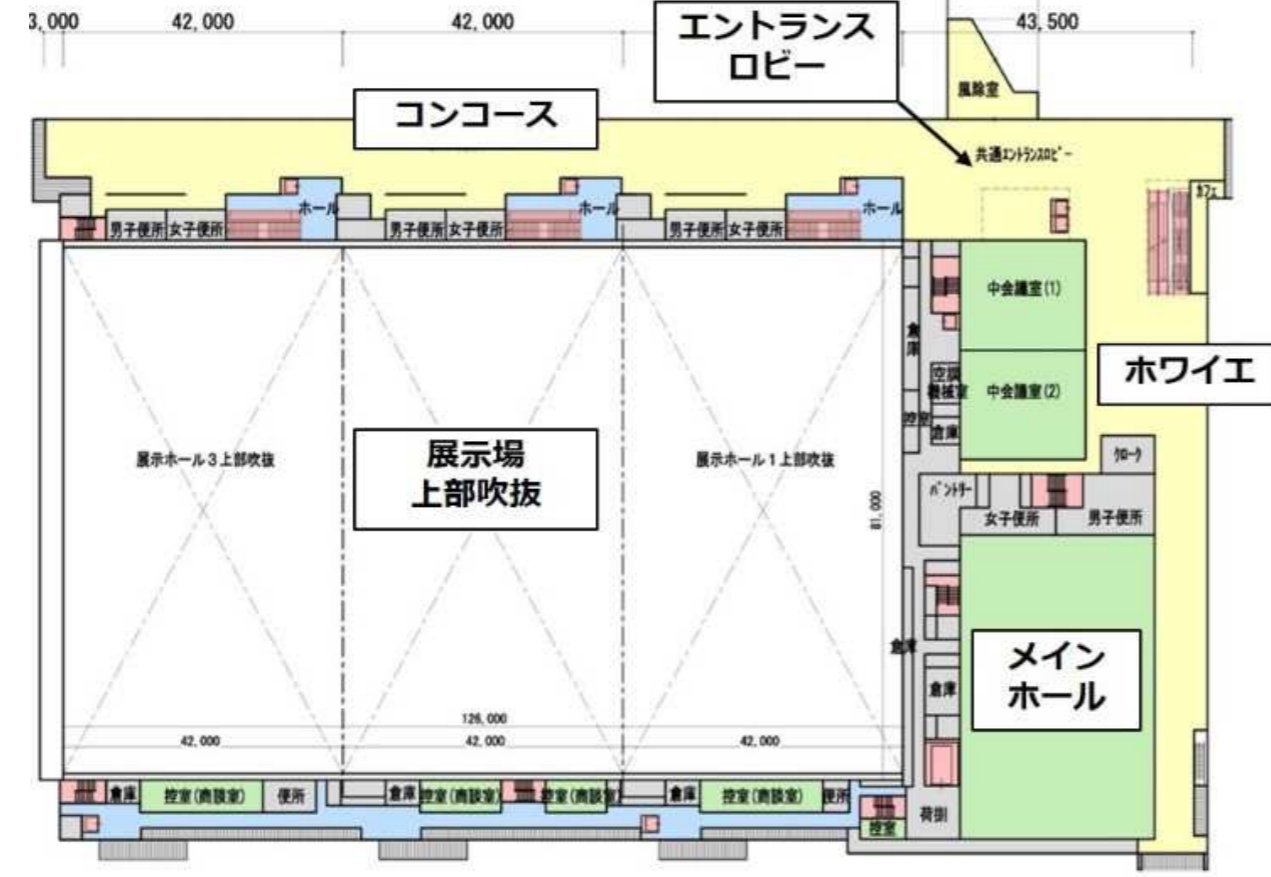 3,000
42,000
42,000
43,500
エントランス
ロビー
風除室
コンコース
共通エントランスロビー
カフェ
ホール
ホール
ホール
男子便所
女子便所
男子便所
女子便所
男子便所
女子便所
中会議室(1)
倉庫
空調
機械室
中会議室(2)
ホワイエ
控室
倉庫
展示ホール3上部吹抜
展示場
上部吹抜
展示ホール1上部吹抜
クローク
パントリー
81,000
女子便所
男子便所
倉庫
メイン
ホール
倉庫
126,000
42,000
42,000
42,000
倉庫
控室(商談室)
便所
倉庫
控室(商談室)
控室(商談室)
倉庫
控室(商談室)
便所
荷捌
控室